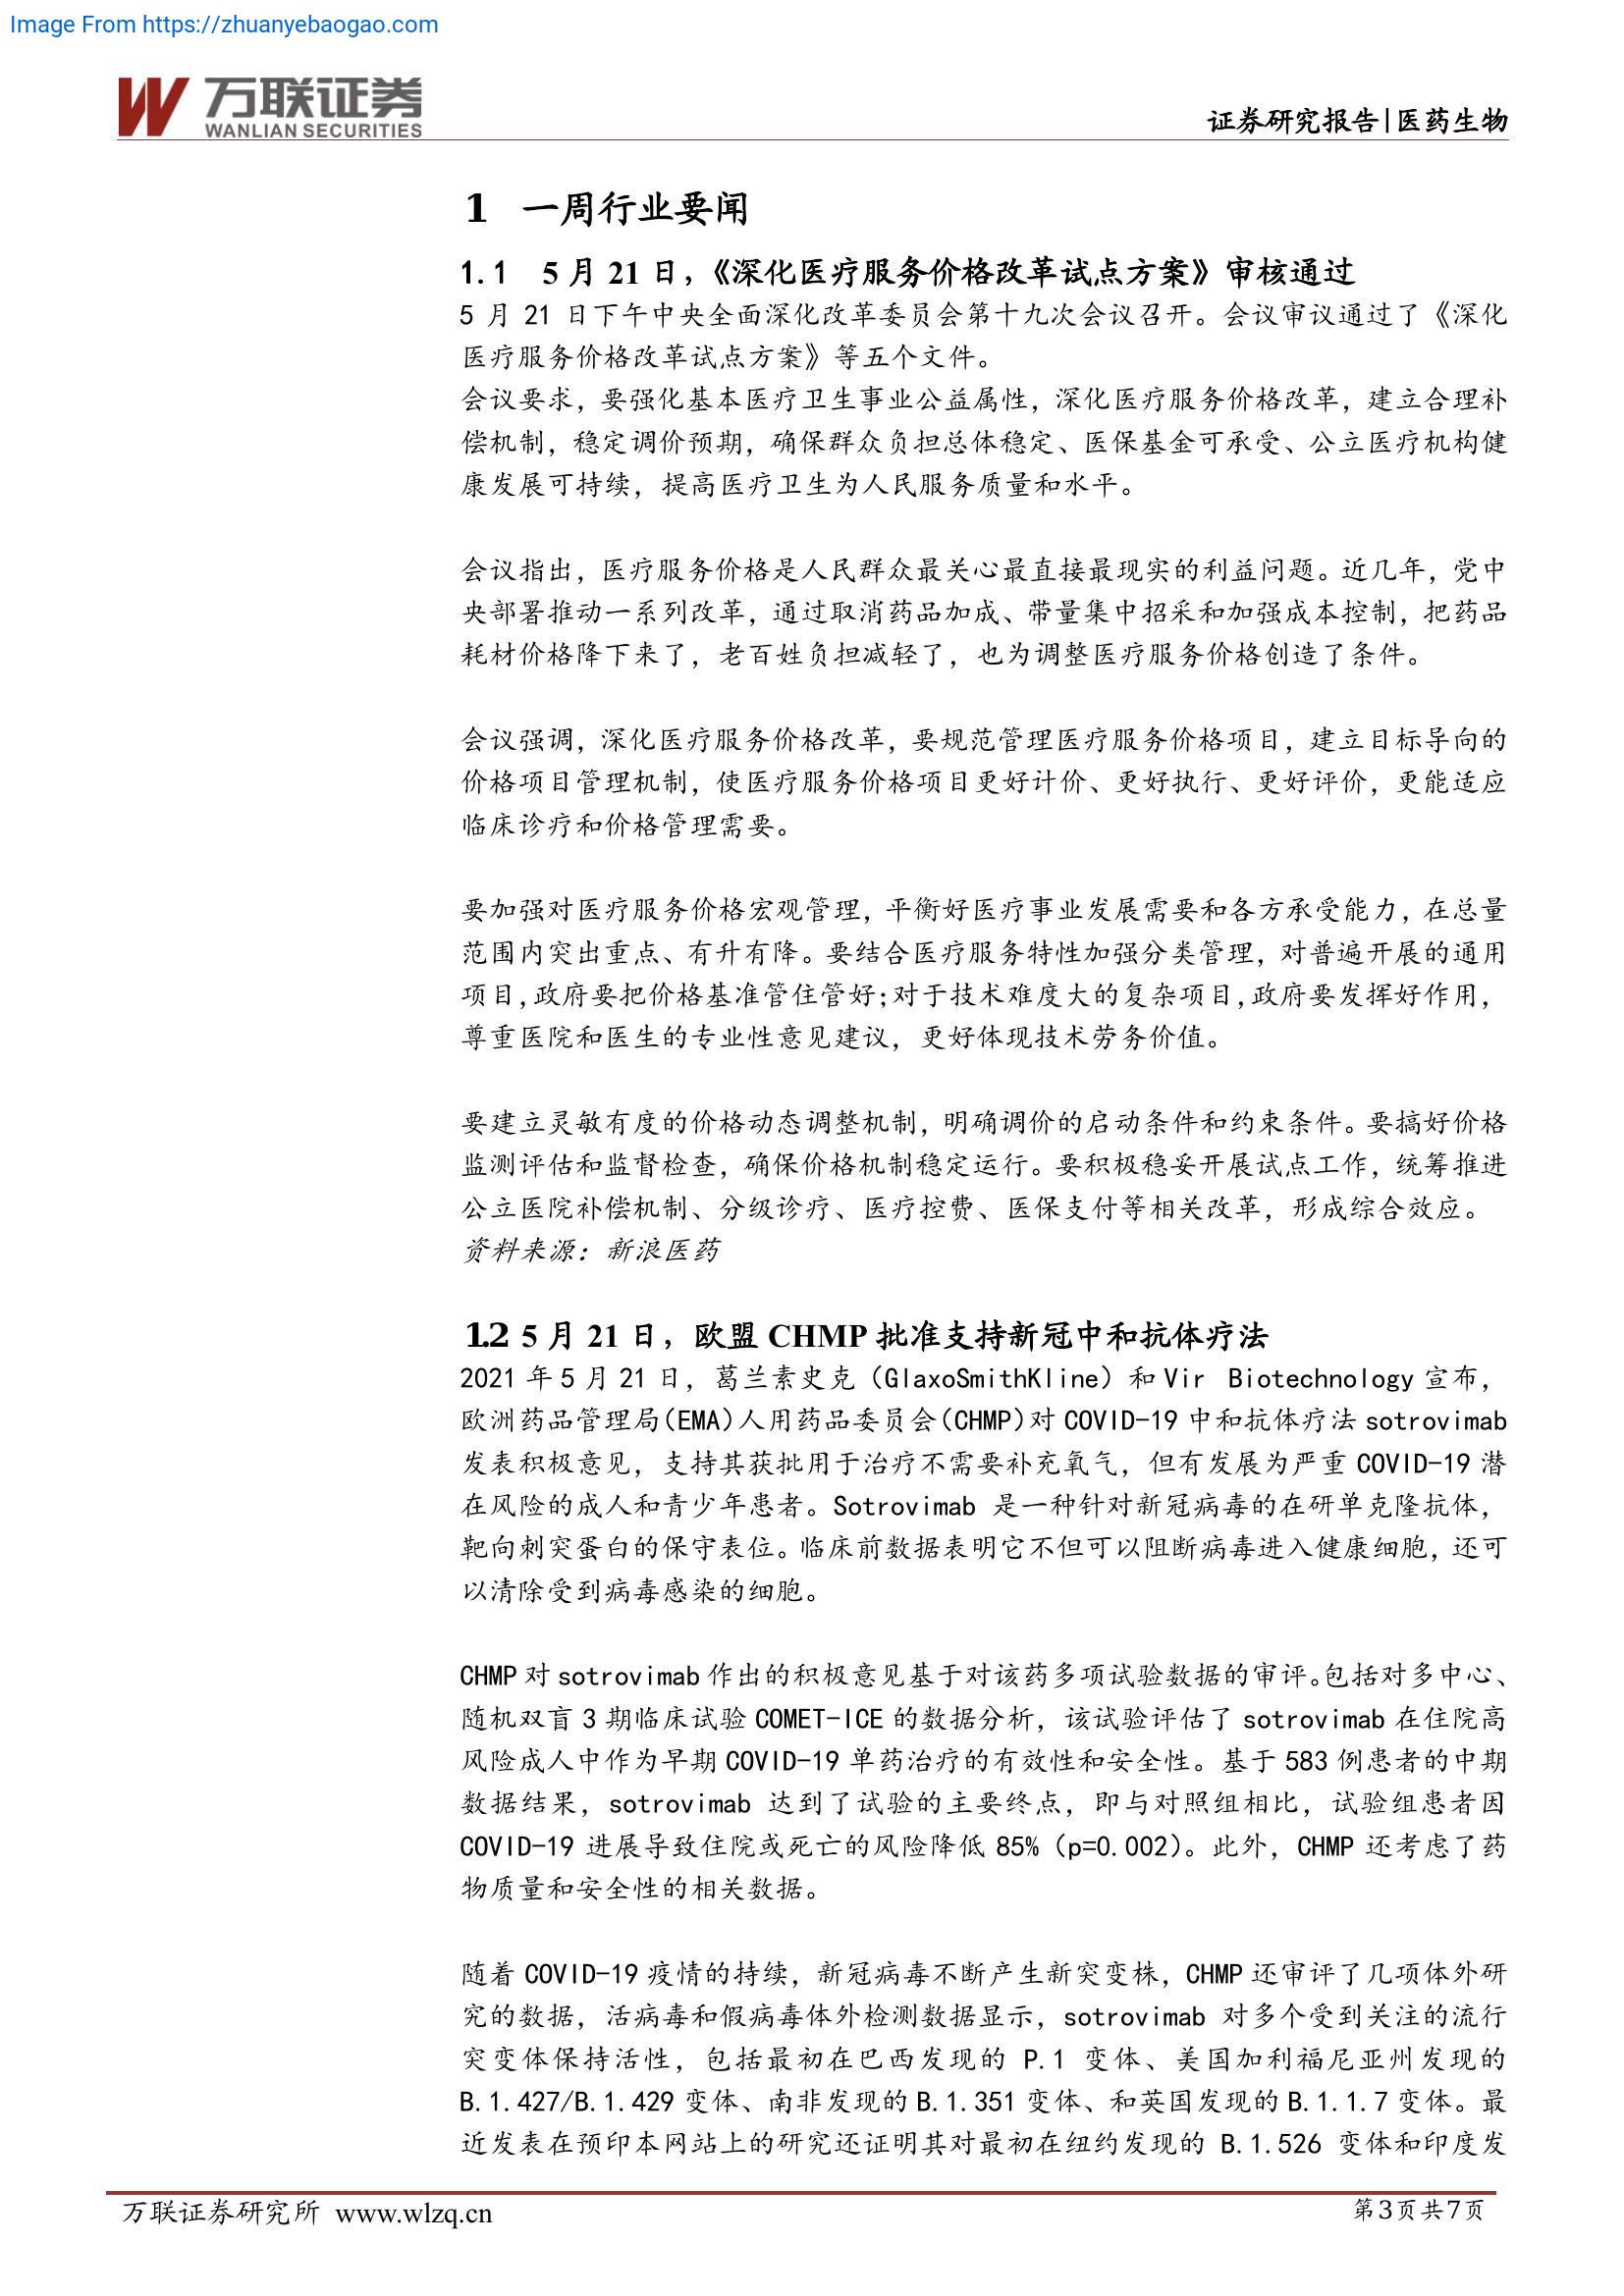 Image From https://zhuanyebaogao.com
万联证券
WANLIAN SECURITIES
证券研究报告|医药生物
1 一周行业要闻
1.1 5 月 21 日，《深化医疗服务价格改革试点方案》审核通过
5 月 21 日下午中央全面深化改革委员会第十九次会议召开。会议审议通过了《深化
医疗服务价格改革试点方案》等五个文件。
会议要求，要强化基本医疗卫生事业公益属性，深化医疗服务价格改革，建立合理补
偿机制，稳定调价预期，确保群众负担总体稳定、医保基金可承受、公立医疗机构健
康发展可持续，提高医疗卫生为人民服务质量和水平。
会议指出，医疗服务价格是人民群众最关心最直接最现实的利益问题。近几年，党中
央部署推动一系列改革，通过取消药品加成、带量集中招采和加强成本控制，把药品
耗材价格降下来了，老百姓负担减轻了，也为调整医疗服务价格创造了条件。
会议强调，深化医疗服务价格改革，要规范管理医疗服务价格项目，建立目标导向的
价格项目管理机制，使医疗服务价格项目更好计价、更好执行、更好评价，更能适应
临床诊疗和价格管理需要。
要加强对医疗服务价格宏观管理，平衡好医疗事业发展需要和各方承受能力，在总量
范围内突出重点、有升有降。要结合医疗服务特性加强分类管理，对普遍开展的通用
项目，政府要把价格基准管住管好；对于技术难度大的复杂项目，政府要发挥好作用，
尊重医院和医生的专业性意见建议，更好体现技术劳务价值。
要建立灵敏有度的价格动态调整机制，明确调价的启动条件和约束条件。要搞好价格
监测评估和监督检查，确保价格机制稳定运行。要积极稳妥开展试点工作，统筹推进
公立医院补偿机制、分级诊疗、医疗控费、医保支付等相关改革，形成综合效应。
资料来源：新浪医药
1.2 5 月 21 日，欧盟 CHMP 批准支持新冠中和抗体疗法
2021 年 5 月 21 日，葛兰素史克（GlaxoSmithKline）和 Vir Biotechnology 宣布，
欧洲药品管理局(EMA)人用药品委员会(CHMP)对 COVID-19 中和抗体疗法 sotrovimab
发表积极意见，支持其获批用于治疗不需要补充氧气，但有发展为严重 COVID-19 潜
在风险的成人和青少年患者。Sotrovimab 是一种针对新冠病毒的在研单克隆抗体，
靶向刺突蛋白的保守表位。临床前数据表明它不但可以阻断病毒进入健康细胞，还可
以清除受到病毒感染的细胞。
CHMP 对 sotrovimab 作出的积极意见基于对该药多项试验数据的审评。包括对多中心、
随机双盲 3 期临床试验 COMET-ICE 的数据分析，该试验评估了 sotrovimab 在住院高
风险成人中作为早期 COVID-19 单药治疗的有效性和安全性。基于 583 例患者的中期
数据结果，sotrovimab 达到了试验的主要终点，即与对照组相比，试验组患者因
COVID-19 进展导致住院或死亡的风险降低 85%（p=0.002）。此外，CHMP 还考虑了药
物质量和安全性的相关数据。
随着 COVID-19 疫情的持续，新冠病毒不断产生新突变株，CHMP 还审评了几项体外研
究的数据，活病毒和假病毒体外检测数据显示，sotrovimab 对多个受到关注的流行
突变体保持活性，包括最初在巴西发现的 P.1 变体、美国加利福尼亚州发现的
B.1.427/B.1.429 变体、南非发现的 B.1.351 变体、和英国发现的 B.1.1.7 变体。最
近发表在预印本网站上的研究还证明其对最初在纽约发现的 B.1.526 变体和印度发
万联证券研究所 www.wlzq.cn
第3页共7页